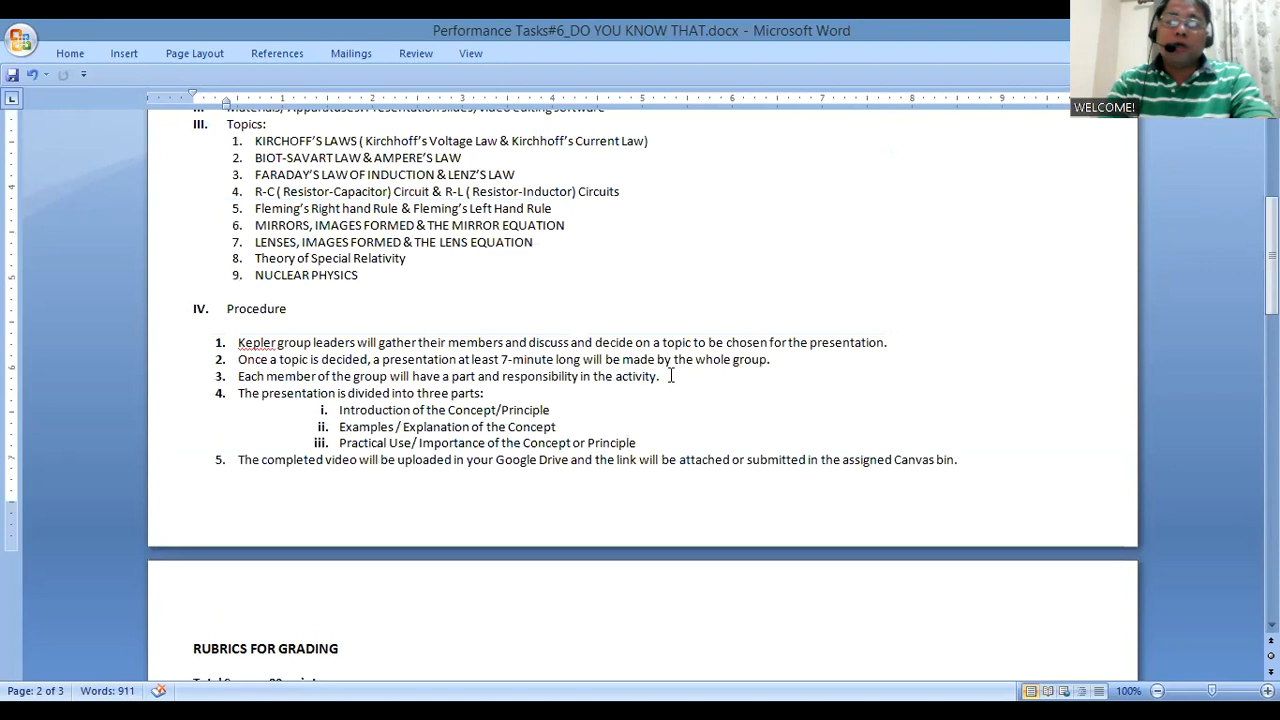 Performance Tasks#6_DO YOU KNOW THAT.docx - Microsoft Word
Home Insert Page Layout References Mailings Review View
WELCOME!
1 2 3 4 5 6 7 8 9
III. Topics:
1. KIRCHOFF'S LAWS ( Kirchhoff's Voltage Law & Kirchhoff's Current Law)
2. BIOT-SAVART LAW & AMPERE'S LAW
3. FARADAY'S LAW OF INDUCTION & LENZ'S LAW
4. R-C ( Resistor-Capacitor) Circuit & R-L ( Resistor-Inductor) Circuits
5. Fleming's Right hand Rule & Fleming's Left Hand Rule
6. MIRRORS, IMAGES FORMED & THE MIRROR EQUATION
7. LENSES, IMAGES FORMED & THE LENS EQUATION
8. Theory of Special Relativity
9. NUCLEAR PHYSICS
IV. Procedure
1. Kepler group leaders will gather their members and discuss and decide on a topic to be chosen for the presentation.
2. Once a topic is decided, a presentation at least 7-minute long will be made by the whole group.
3. Each member of the group will have a part and responsibility in the activity.
4. The presentation is divided into three parts:
i. Introduction of the Concept/Principle
ii. Examples / Explanation of the Concept
iii. Practical Use/ Importance of the Concept or Principle
5. The completed video will be uploaded in your Google Drive and the link will be attached or submitted in the assigned Canvas bin.
RUBRICS FOR GRADING
Page: 2 of 3 Words: 911 100%